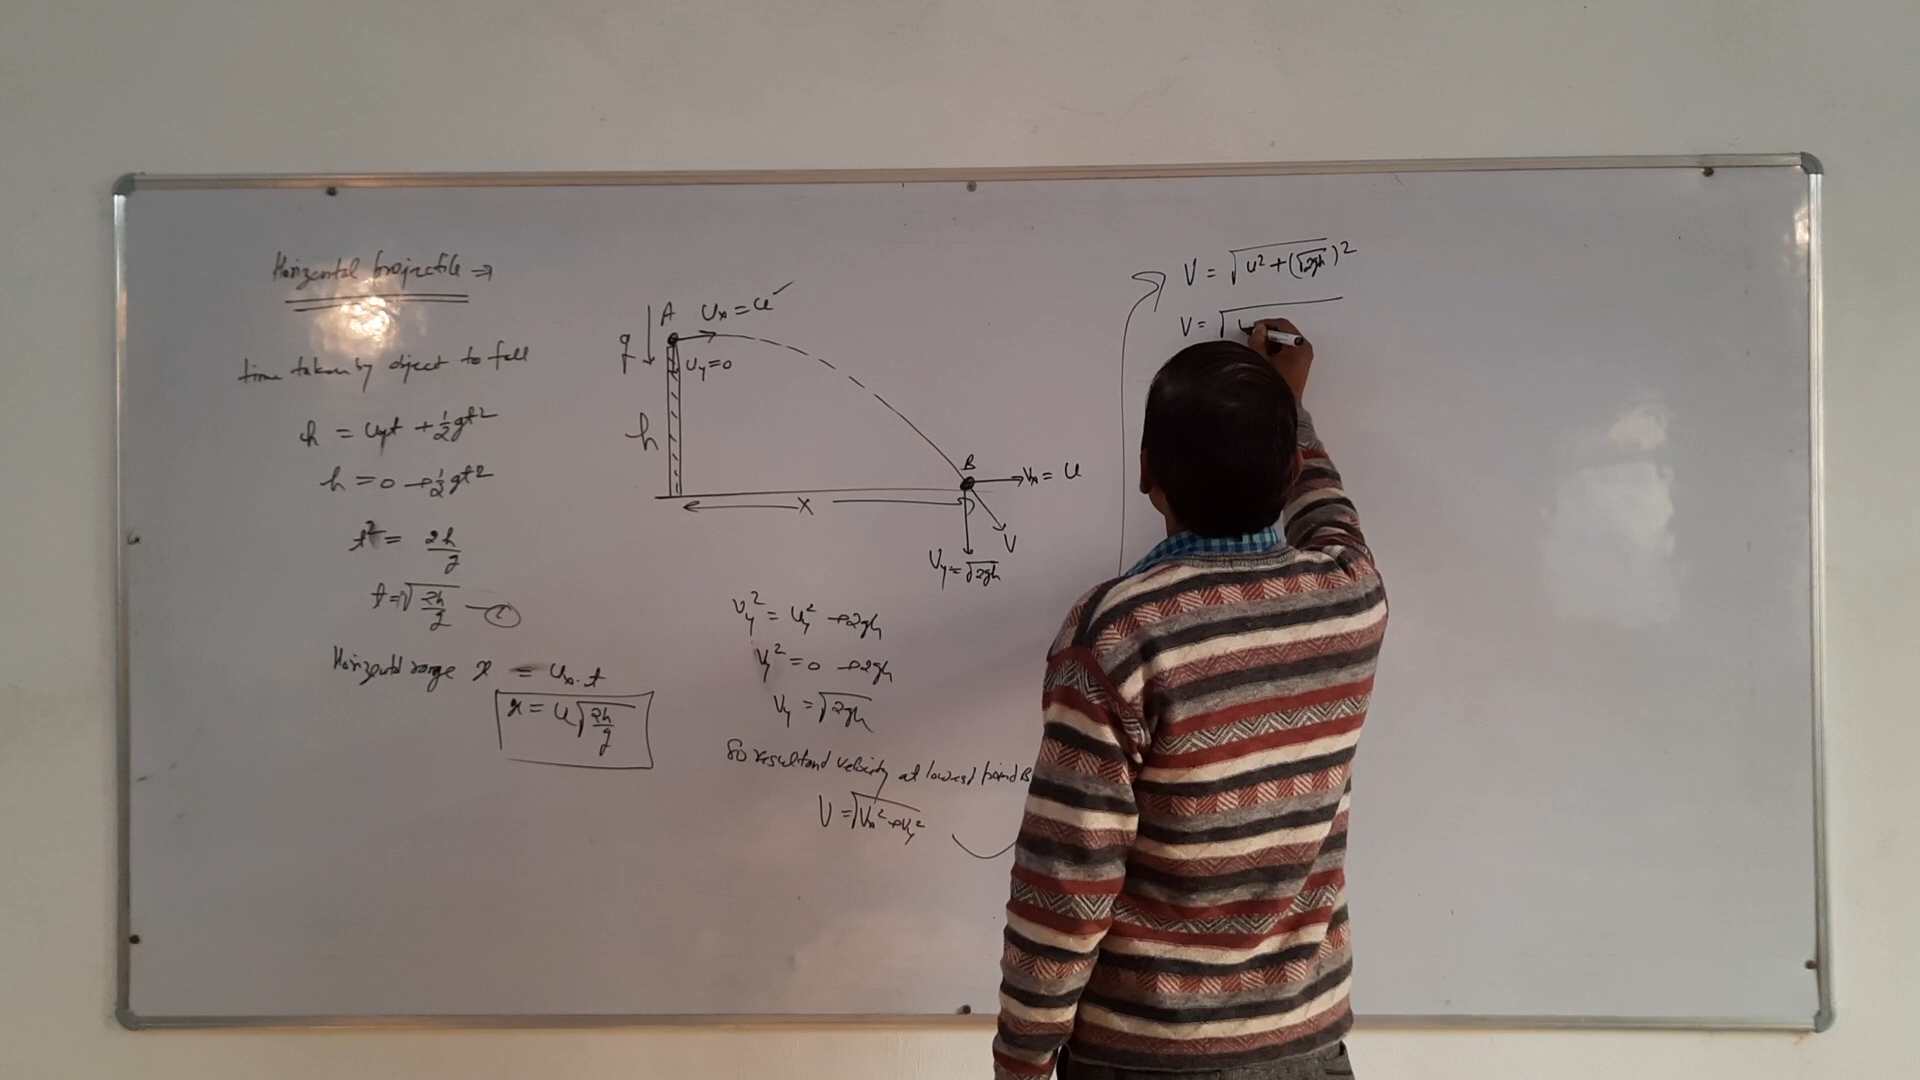 Horizontal projectile ⇒
time taken by object to fall
h = uyt + ½gt²
h = 0 + ½gt²
t² = 2h/g
t = √(2h/g) — ①
Horizontal range x = ux.t
x = u√(2h/g)
A
Ux = u
g
Uy = 0
h
B
Vx = u
x
V
Vy = √2gh
Vy² = Uy² + 2gh
Vy² = 0 + 2gh
Vy = √2gh
So resultand velocity at lowest point B
V = √(Vx² + Vy²)
V = √(u² + (√2gh)²)
V = √u